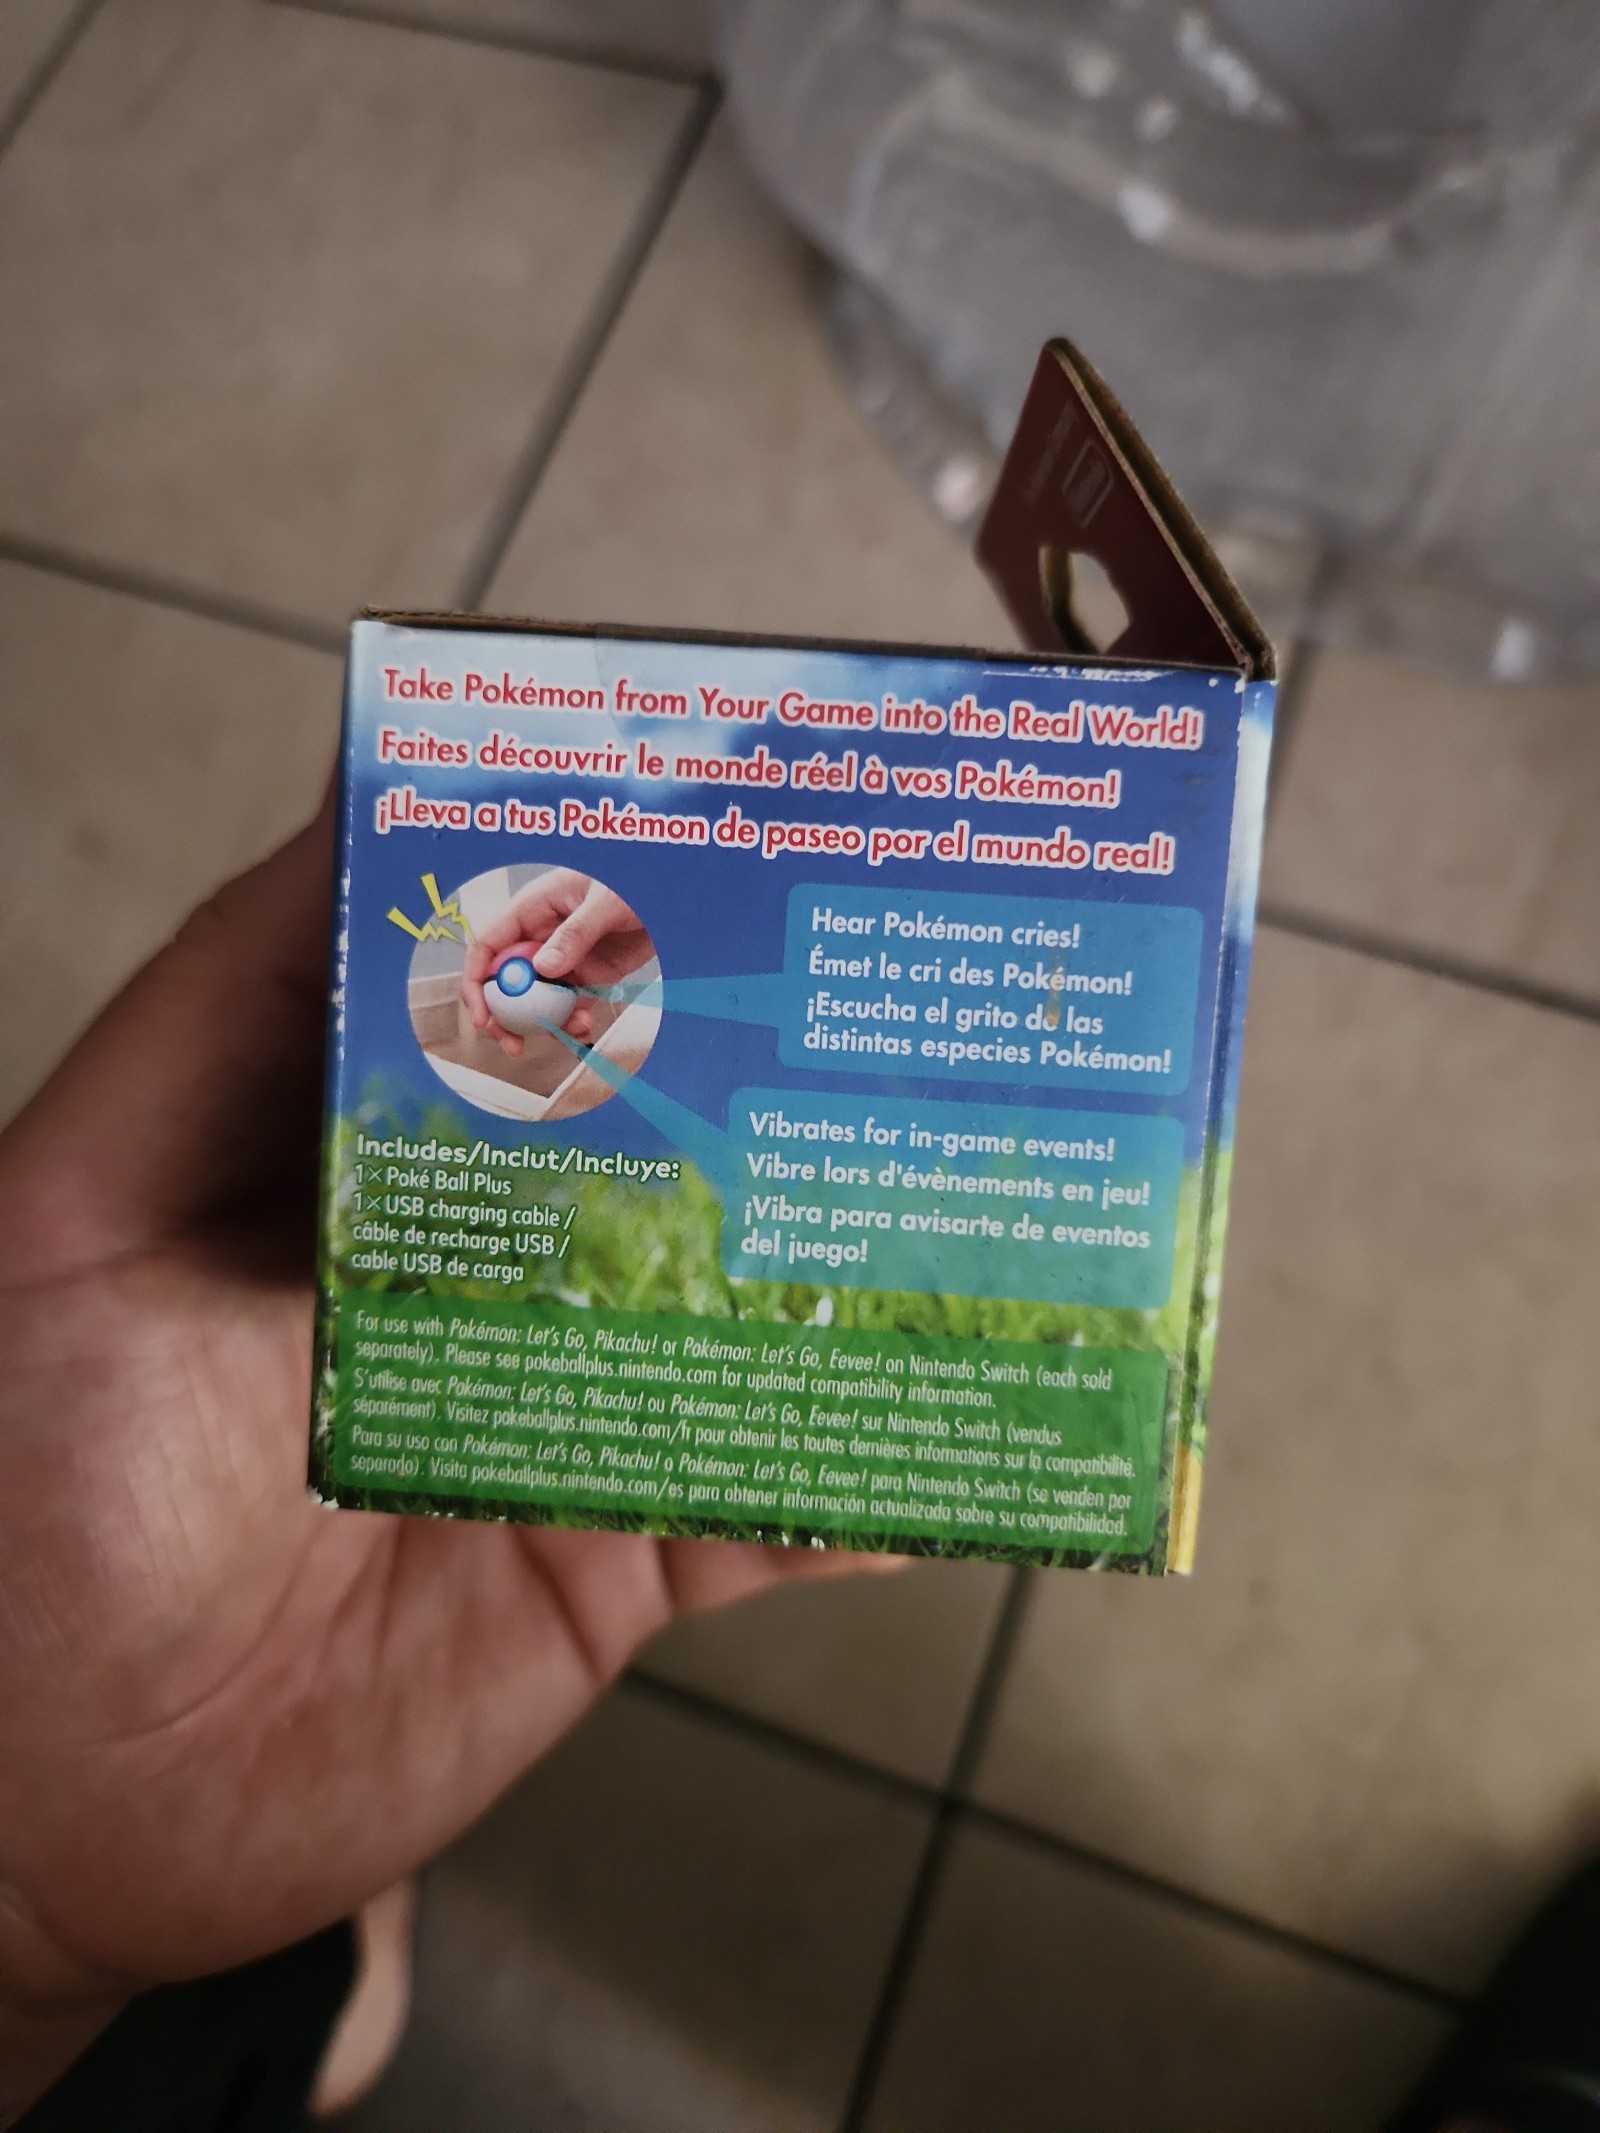 Take Pokémon from Your Game into the Real World!
Faites découvrir le monde réel à vos Pokémon!
¡Lleva a tus Pokémon de paseo por el mundo real!
Hear Pokémon cries!
Émet le cri des Pokémon!
¡Escucha el grito de las
distintas especies Pokémon!
Vibrates for in-game events!
Vibre lors d'évènements en jeu!
¡Vibra para avisarte de eventos
del juego!
Includes/Inclut/Incluye:
1×Poké Ball Plus
1×USB charging cable /
câble de recharge USB /
cable USB de carga
For use with Pokémon: Let's Go, Pikachu! or Pokémon: Let's Go, Eevee! on Nintendo Switch (each sold
separately). Please see pokeballplus.nintendo.com for updated compatibility information.
S'utilise avec Pokémon: Let's Go, Pikachu! ou Pokémon: Let's Go, Eevee! sur Nintendo Switch (vendus
séparément). Visitez pokeballplus.nintendo.com/fr pour obtenir les toutes dernières informations sur la compatibilité.
Para su uso con Pokémon: Let's Go, Pikachu! o Pokémon: Let's Go, Eevee! para Nintendo Switch (se venden por
separado). Visita pokeballplus.nintendo.com/es para obtener información actualizada sobre su compatibilidad.